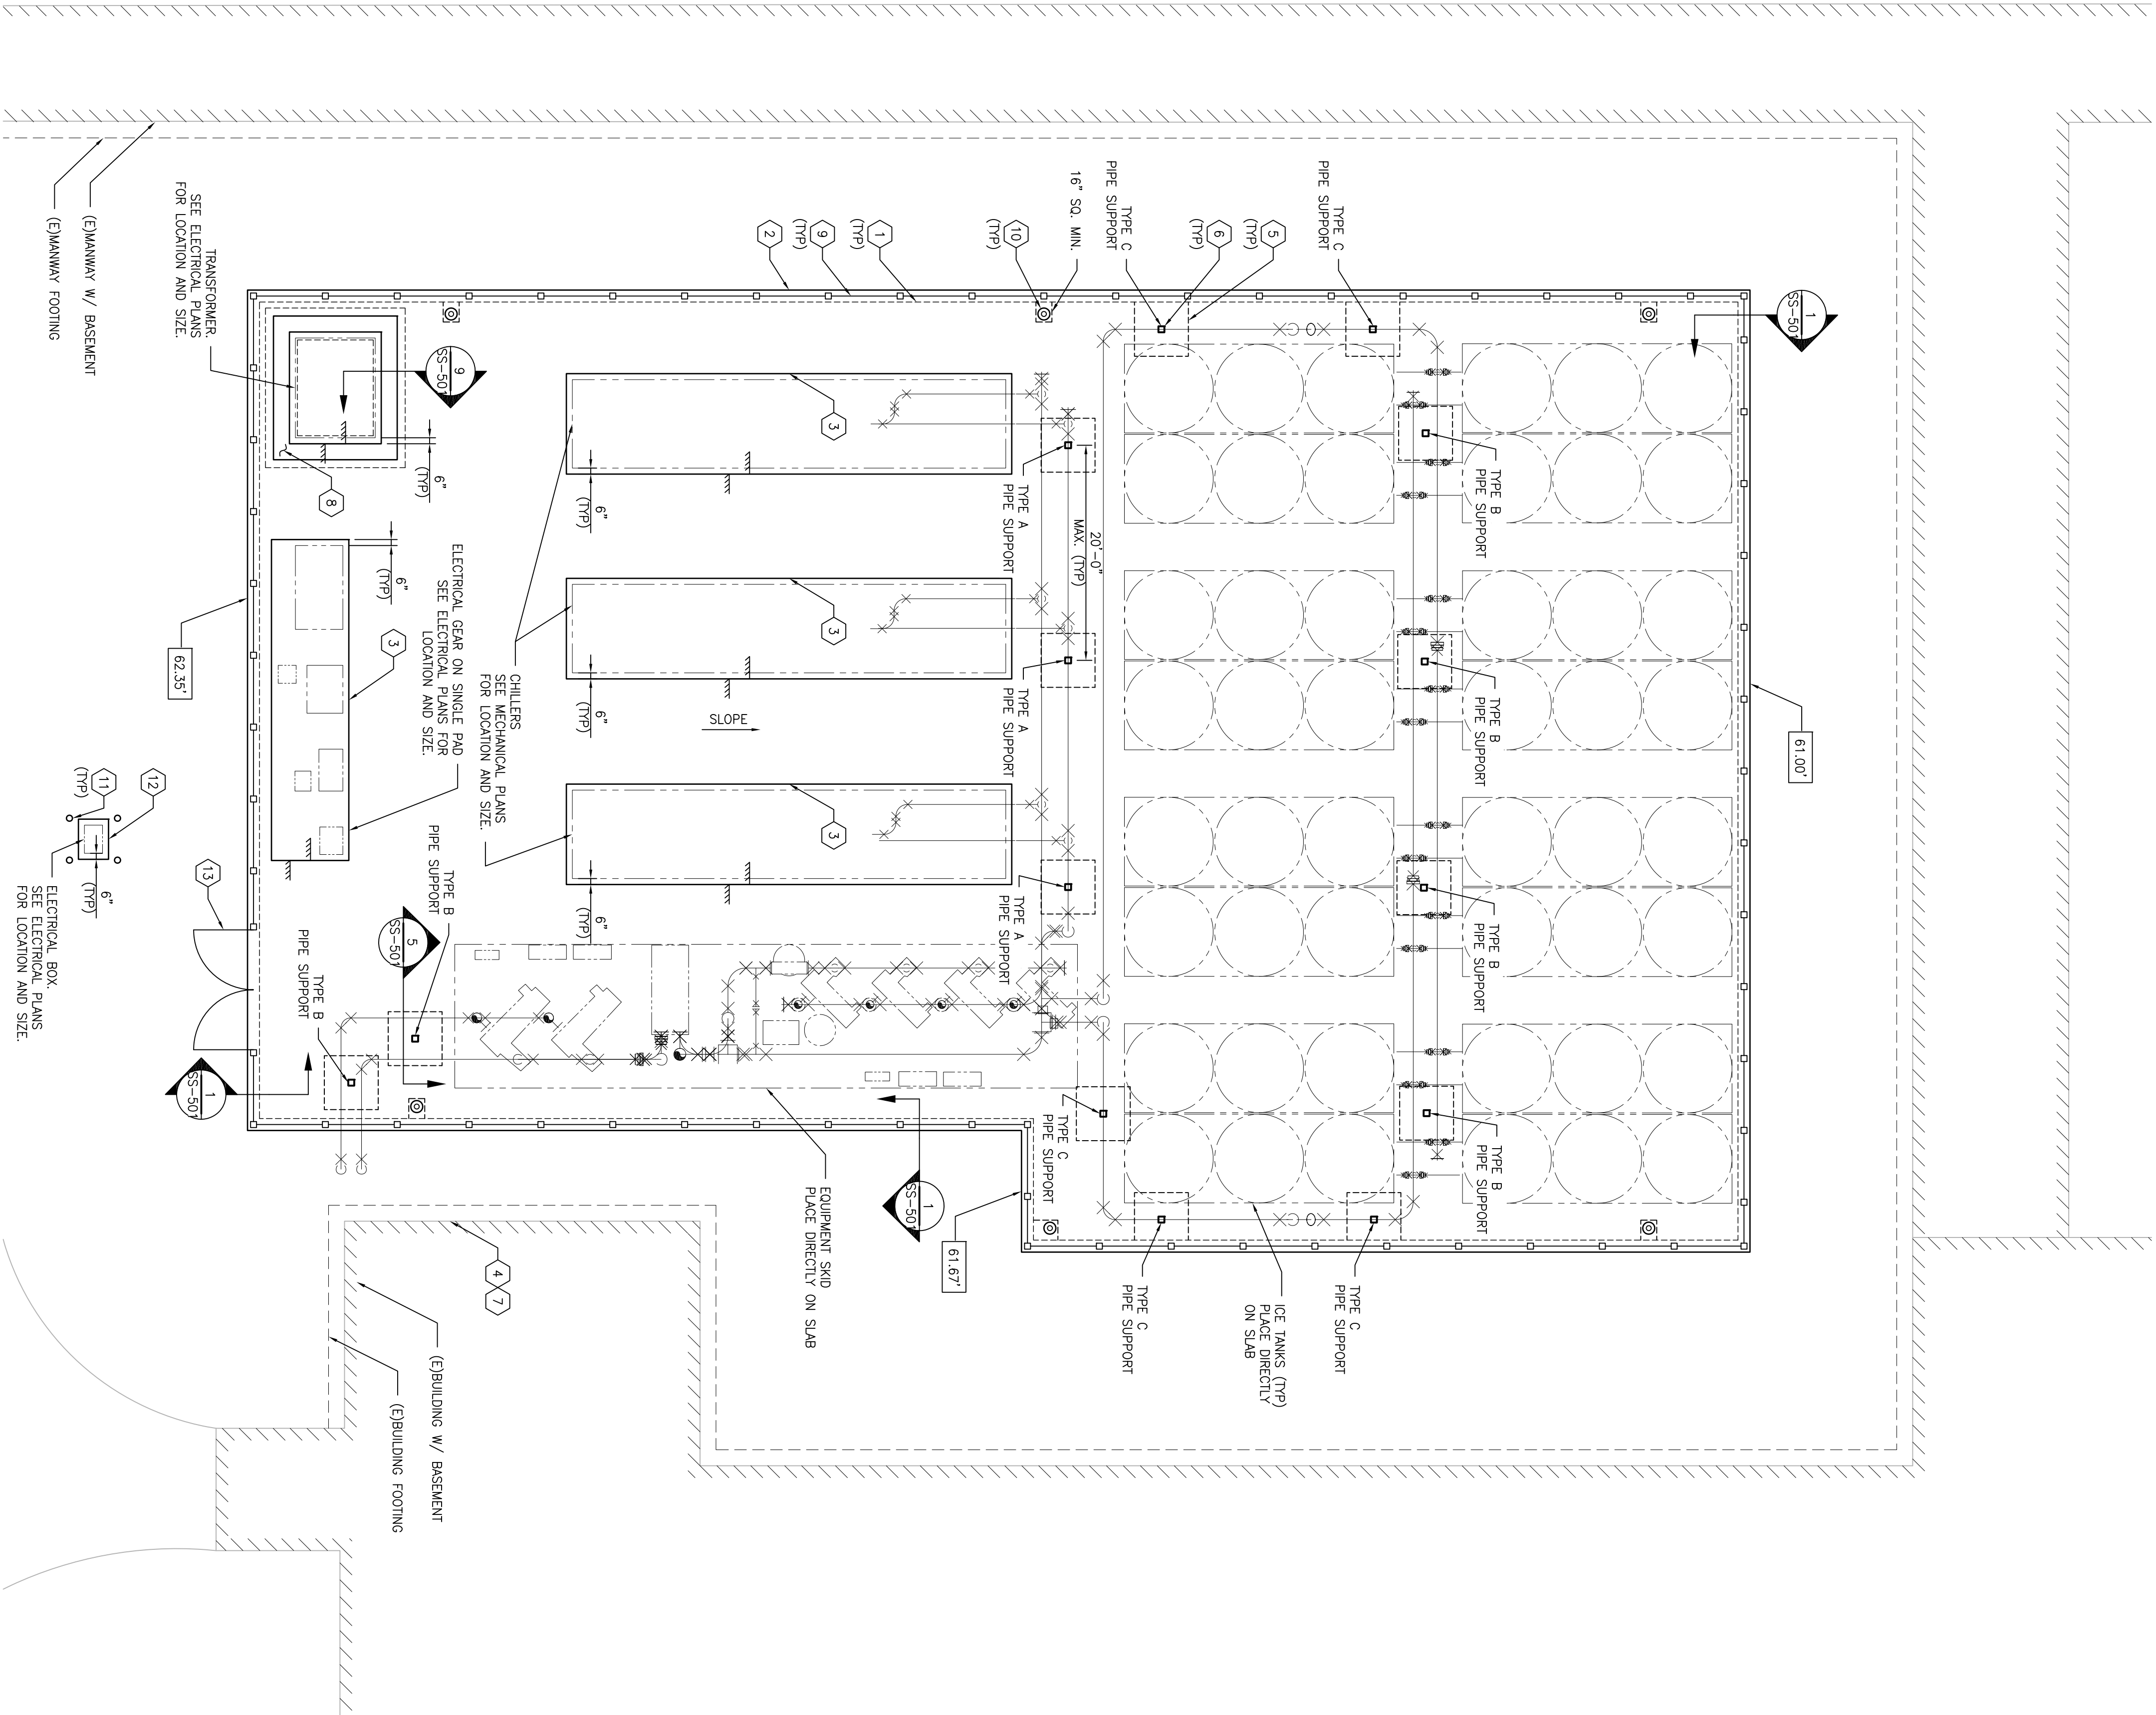 (E)MANWAY W/ BASEMENT
(E)MANWAY FOOTING
TRANSFORMER.
SEE ELECTRICAL PLANS
FOR LOCATION AND SIZE.
2
9
(TYP)
1
(TYP)
10
(TYP)
16" SQ. MIN.
TYPE C
PIPE SUPPORT
6
(TYP)
5
(TYP)
TYPE C
PIPE SUPPORT
1
SS-501
9
SS-501
8
6"
(TYP)
3
6"
(TYP)
TYPE A
PIPE SUPPORT
20'-0"
MAX. (TYP)
TYPE B
PIPE SUPPORT
6"
(TYP)
3
ELECTRICAL GEAR ON SINGLE PAD
SEE ELECTRICAL PLANS FOR
LOCATION AND SIZE.
3
6"
(TYP)
TYPE A
PIPE SUPPORT
TYPE B
PIPE SUPPORT
62.35'
61.00'
CHILLERS
SEE MECHANICAL PLANS
FOR LOCATION AND SIZE.
SLOPE
3
6"
(TYP)
TYPE A
PIPE SUPPORT
TYPE B
PIPE SUPPORT
12
11
(TYP)
6"
(TYP)
ELECTRICAL BOX.
SEE ELECTRICAL PLANS
FOR LOCATION AND SIZE.
13
TYPE B
PIPE SUPPORT
5
SS-501
TYPE B
PIPE SUPPORT
1
SS-501
TYPE C
PIPE SUPPORT
TYPE B
PIPE SUPPORT
EQUIPMENT SKID
PLACE DIRECTLY ON SLAB
1
SS-501
61.67'
TYPE C
PIPE SUPPORT
ICE TANKS (TYP)
PLACE DIRECTLY
ON SLAB
TYPE C
PIPE SUPPORT
4
7
(E)BUILDING W/ BASEMENT
(E)BUILDING FOOTING